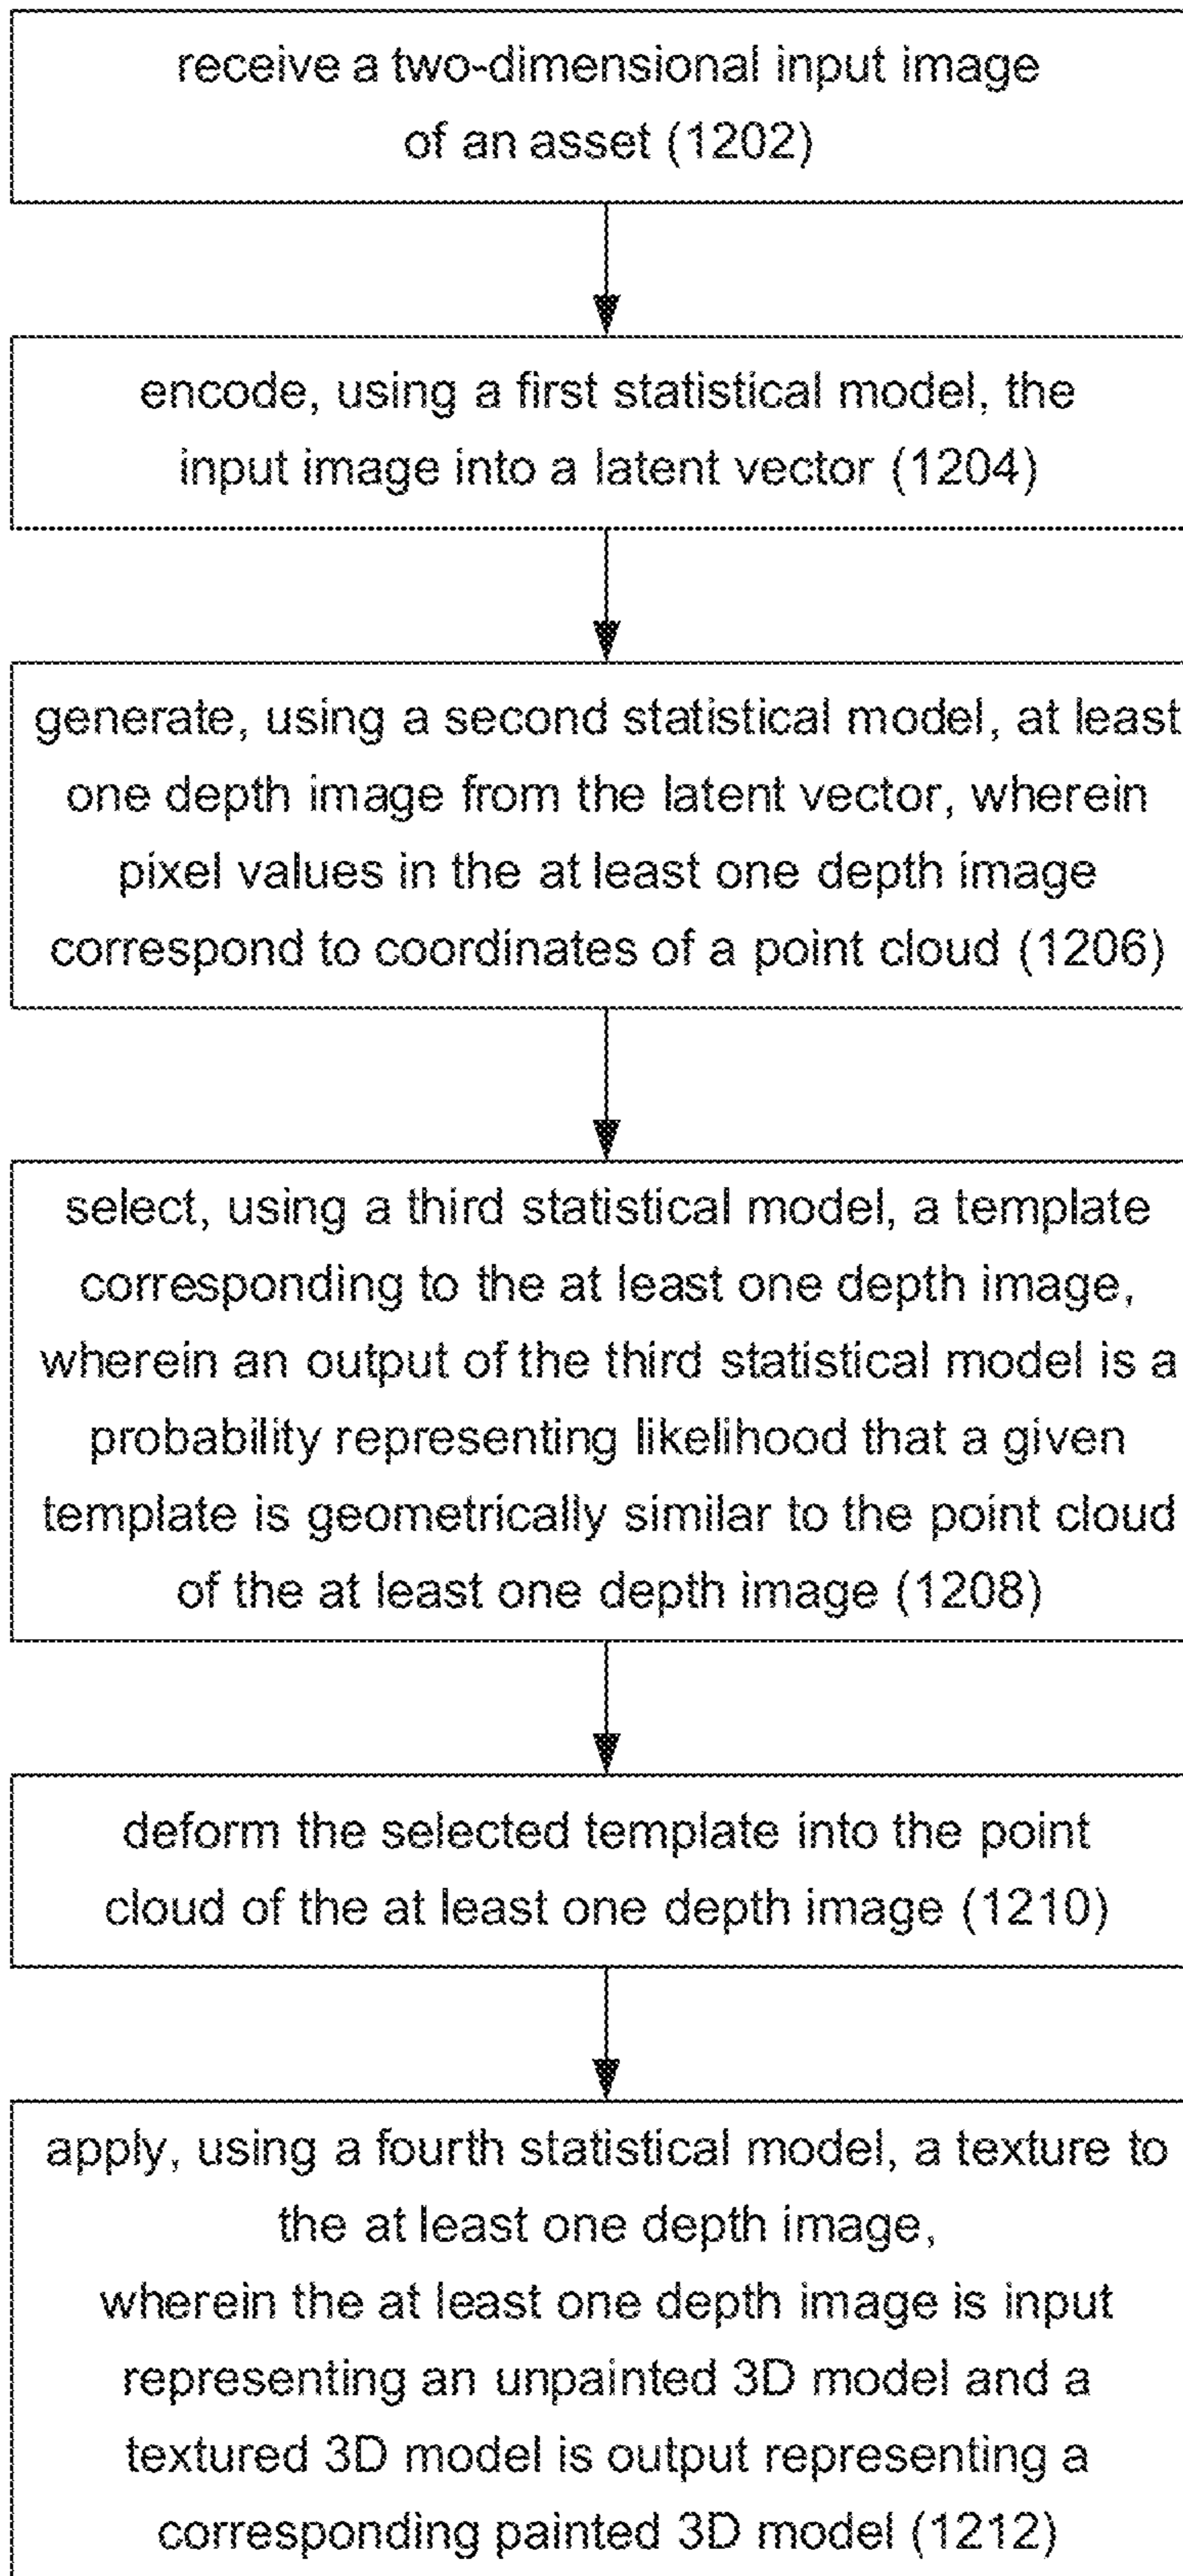 receive a two-dimensional input image
of an asset (1202)
encode, using a first statistical model, the
input image into a latent vector (1204)
generate, using a second statistical model, at least
one depth image from the latent vector, wherein
pixel values in the at least one depth image
correspond to coordinates of a point cloud (1206)
select, using a third statistical model, a template
corresponding to the at least one depth image,
wherein an output of the third statistical model is a
probability representing likelihood that a given
template is geometrically similar to the point cloud
of the at least one depth image (1208)
deform the selected template into the point
cloud of the at least one depth image (1210)
apply, using a fourth statistical model, a texture to
the at least one depth image,
wherein the at least one depth image is input
representing an unpainted 3D model and a
textured 3D model is output representing a
corresponding painted 3D model (1212)